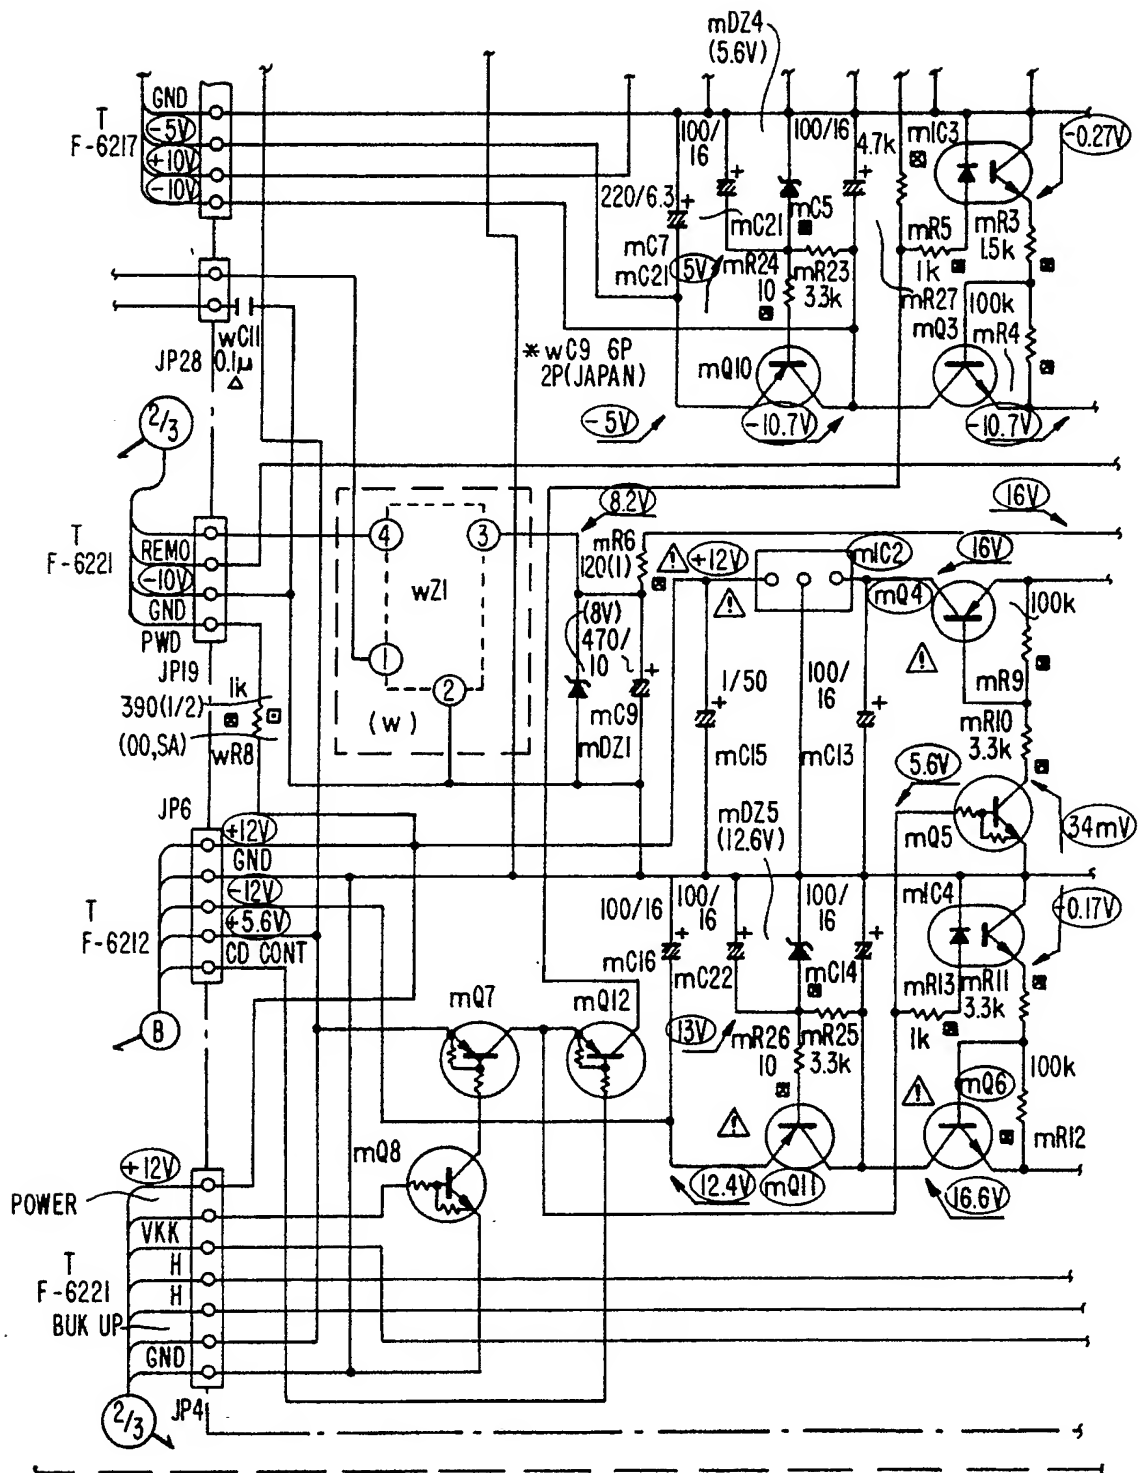 mDZ4
(5.6V)
GND
T
F-6217
-5V
+10V
-10V
100/
16
100/16
4.7k
mIC3
-0.27V
220/6.3
+
+
+
mC5
mC21
mR5
mR3
1.5k
mC7
mC21
5V
mR24
10
mR23
3.3k
1k
mR27
100k
mQ3
mR4
wC11
0.1μ
JP28
*wC9 6P
2P(JAPAN)
mQ10
-5V
-10.7V
-10.7V
2/3
8.2V
16V
T
F-6221
REMO
-10V
GND
PWD
4
3
wZ1
1
2
(w)
mR6
120(1)
+12V
mIC2
16V
mQ4
(8V)
470/
10
+
100k
JP19
1k
390(1/2)
(00,SA)
wR8
mC9
mDZ1
1/50
+
mC15
100/
16
+
mC13
mR9
mR10
3.3k
5.6V
JP6
mDZ5
(12.6V)
mQ5
34mV
+12V
GND
-12V
+5.6V
CD CONT
T
F-6212
100/16
100/
16
100/
16
mIC4
-0.17V
+
+
+
mC16
mC22
mC14
mR13
mR11
3.3k
B
mQ7
mQ12
13V
mR26
10
mR25
3.3k
1k
100k
mQ6
mR12
mQ8
+12V
POWER
12.4V
mQ11
16.6V
VKK
T
F-6221
H
H
BUK UP
GND
JP4
2/3